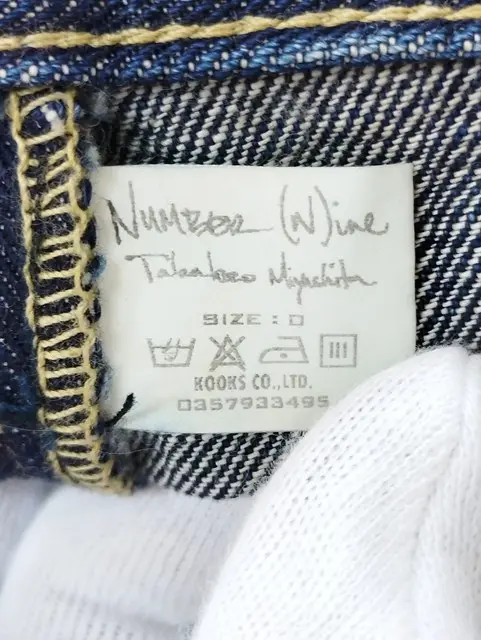 NUMBER (N)ine
Takahiro Miyashita
SIZE : 0
KOOKS CO.,LTD.
0357933495